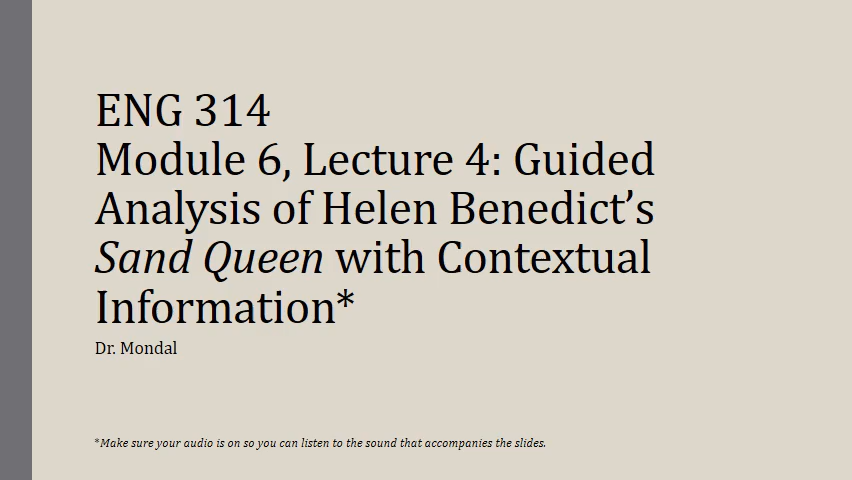 ENG 314
Module 6, Lecture 4: Guided
Analysis of Helen Benedict’s
Sand Queen with Contextual
Information*
Dr. Mondal
*Make sure your audio is on so you can listen to the sound that accompanies the slides.